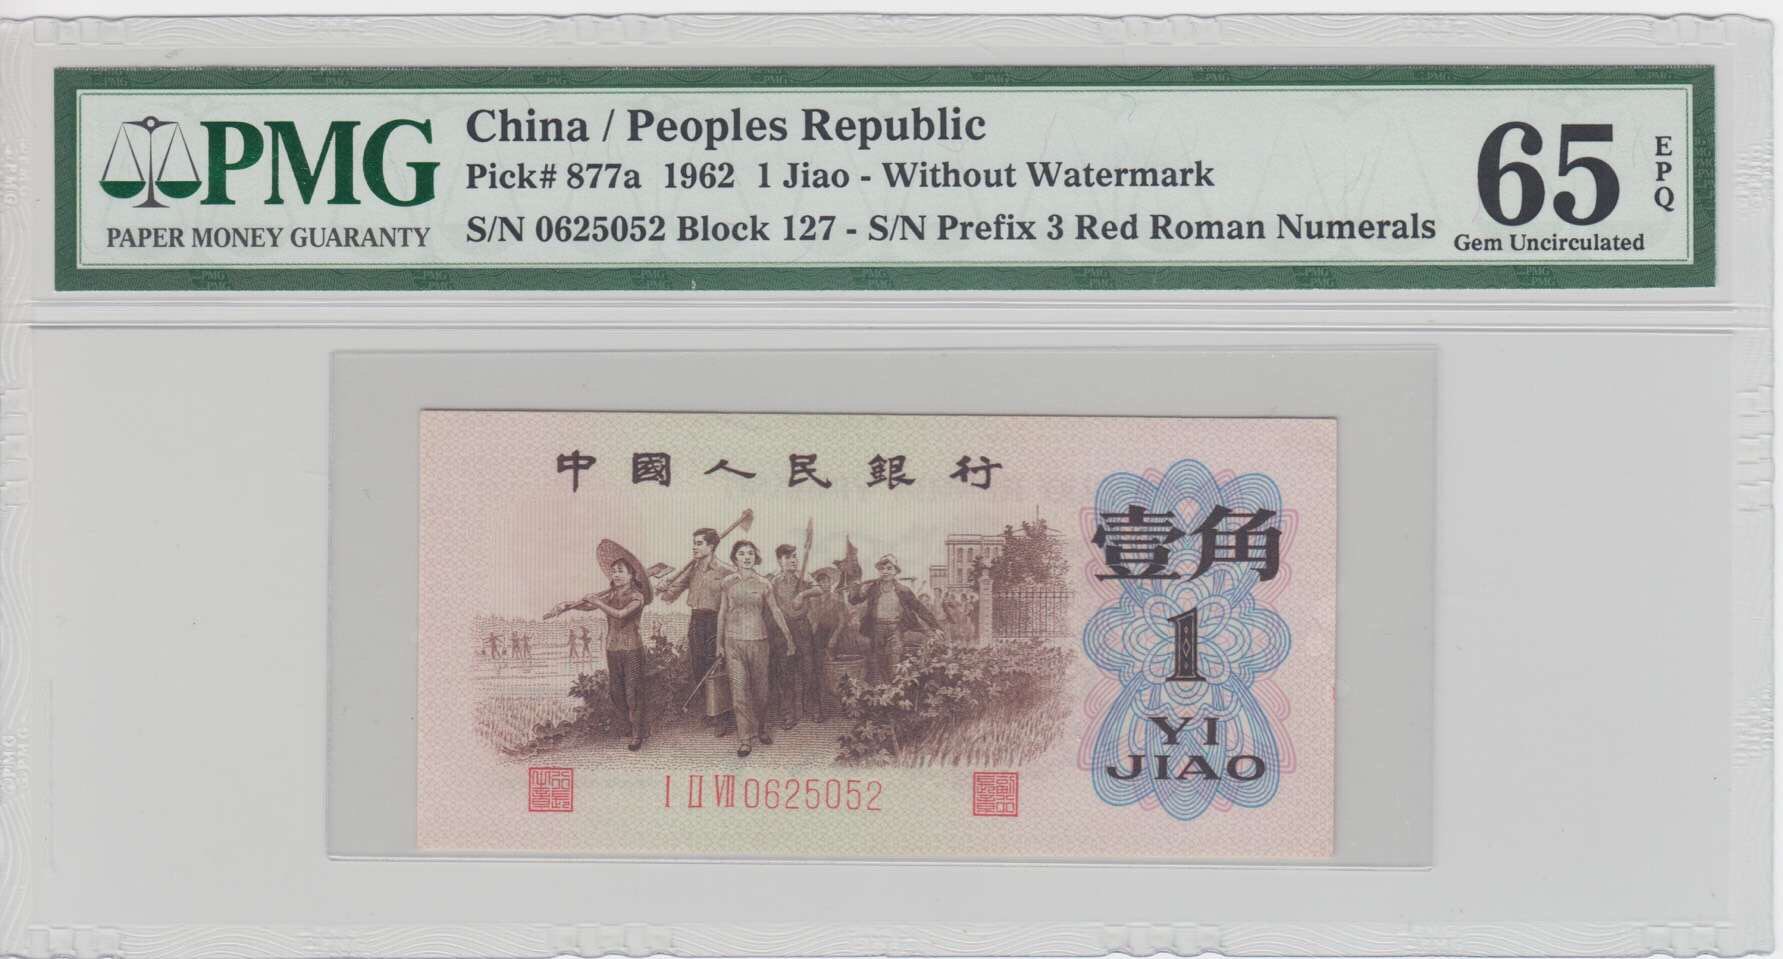 PMG
PAPER MONEY GUARANTY
China / Peoples Republic
Pick# 877a 1962 1 Jiao - Without Watermark
S/N 0625052 Block 127 - S/N Prefix 3 Red Roman Numerals
65
EPQ
Gem Uncirculated
中國人民銀行
壹角
1
YI
JIAO
I II VII 0625052